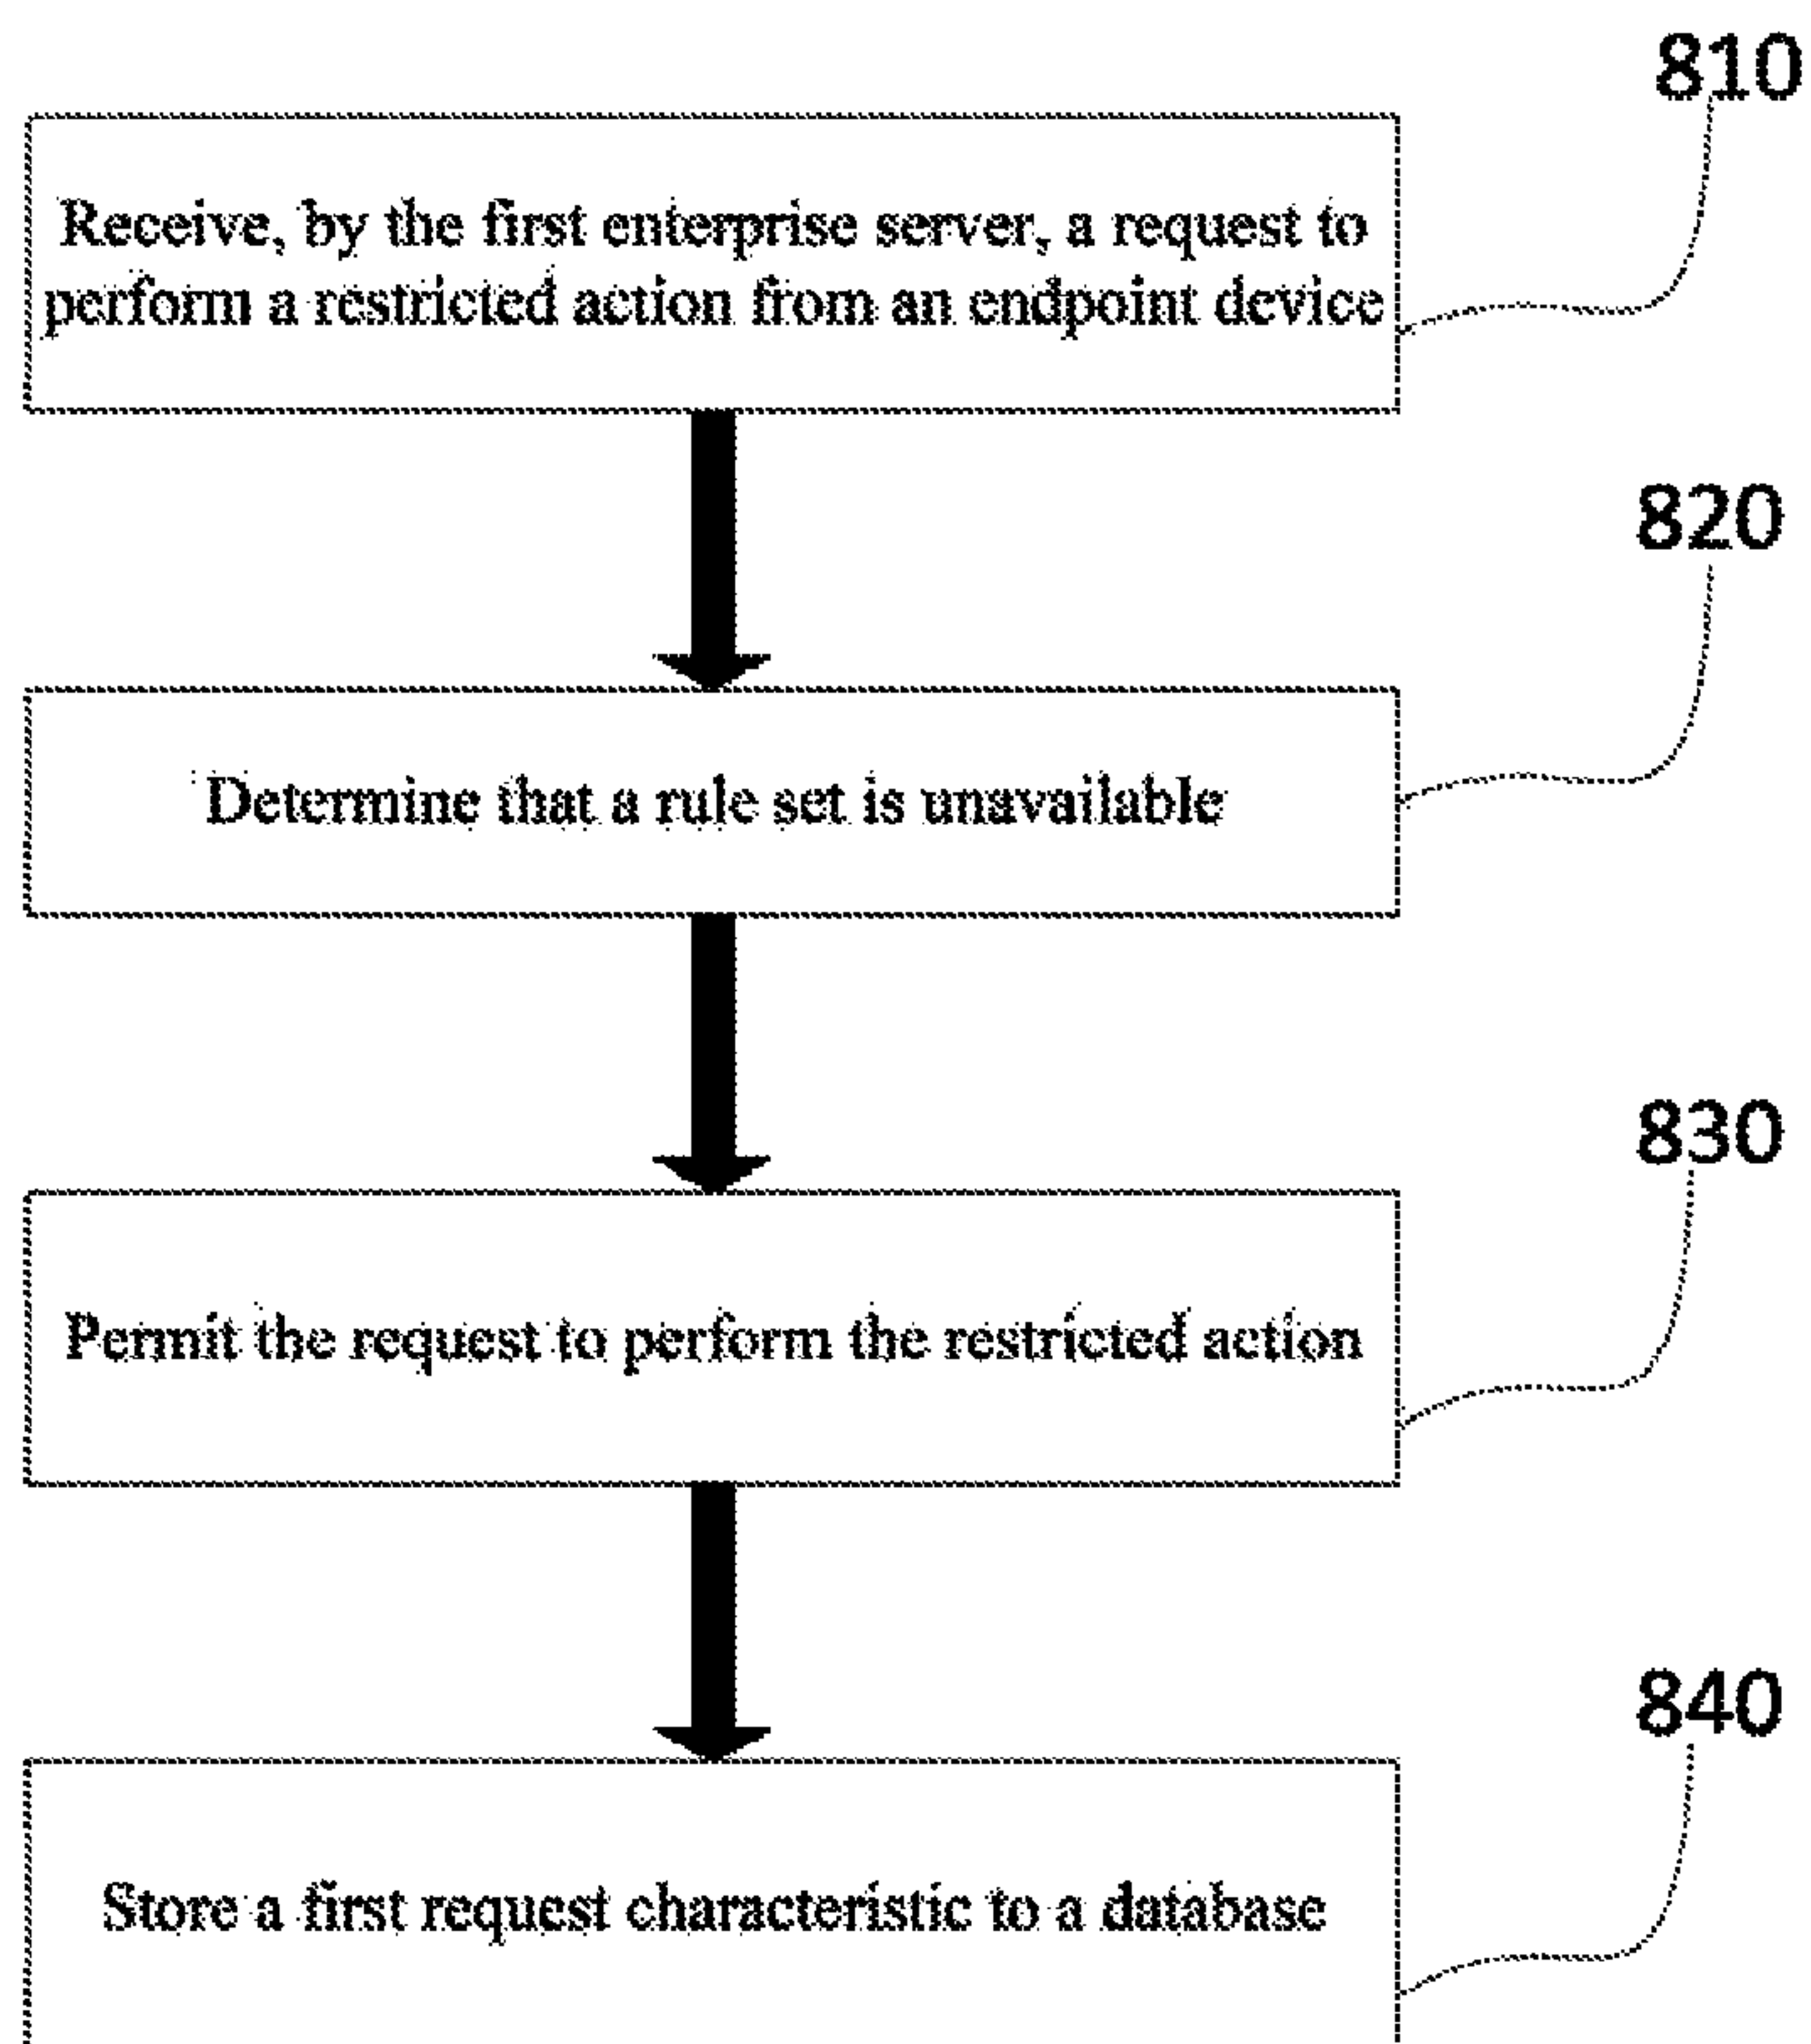 810
Receive, by the first enterprise server, a request to
perform a restricted action from an endpoint device
820
Determine that a rule set is unavailable
830
Permit the request to perform the restricted action
840
Store a first request characteristic to a database